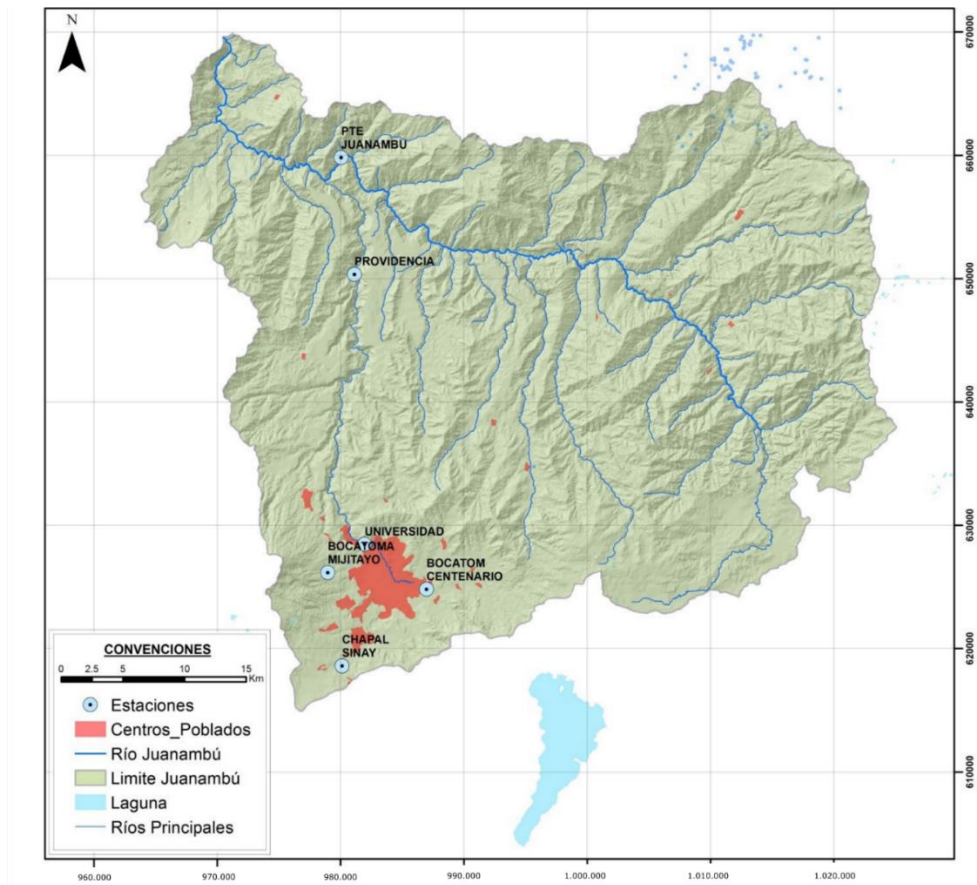 N
670000
660000
650000
640000
630000
620000
610000
PTE
JUANAMBÚ
PROVIDENCIA
UNIVERSIDAD
BOCATOMA
MIJITAYO
BOCATOM
CENTENARIO
CHAPAL
SINAY
CONVENCIONES
0 2.5 5 10 15
Km
Estaciones
Centros_Poblados
Río Juanambú
Limite Juanambú
Laguna
Ríos Principales
960.000 970.000 980.000 990.000 1.000.000 1.010.000 1.020.000